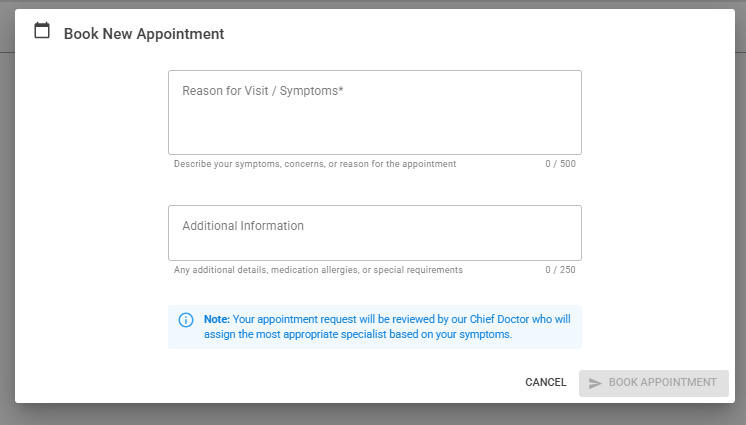 Book New Appointment
Reason for Visit / Symptoms*
Describe your symptoms, concerns, or reason for the appointment 0 / 500
Additional Information
Any additional details, medication allergies, or special requirements 0 / 250
Note: Your appointment request will be reviewed by our Chief Doctor who will
assign the most appropriate specialist based on your symptoms.
CANCEL BOOK APPOINTMENT